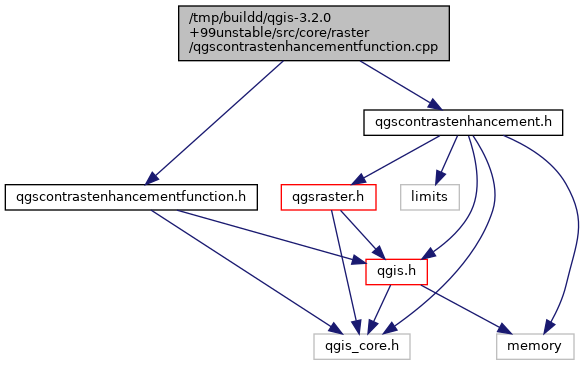 /tmp/buildd/qgis-3.2.0
+99unstable/src/core/raster
/qgscontrastenhancementfunction.cpp
qgscontrastenhancement.h
qgscontrastenhancementfunction.h
qgsraster.h
limits
qgis.h
qgis_core.h
memory